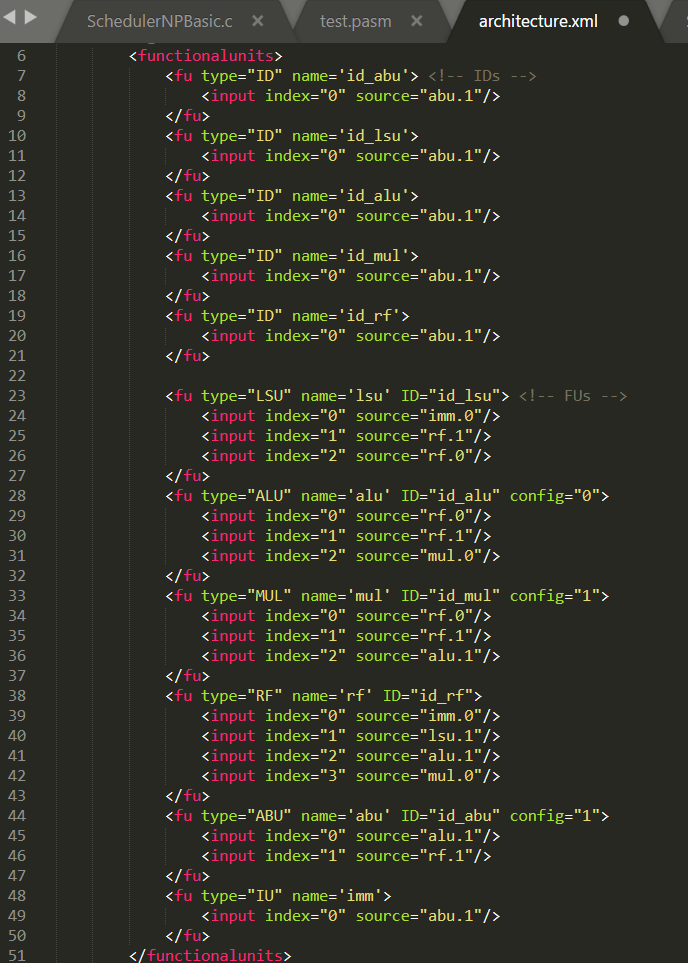 SchedulerNPBasic.c × test.pasm × architecture.xml
6 <functionalunits>
7 <fu type="ID" name='id_abu'> <!-- IDs -->
8 <input index="0" source="abu.1"/>
9 </fu>
10 <fu type="ID" name='id_lsu'>
11 <input index="0" source="abu.1"/>
12 </fu>
13 <fu type="ID" name='id_alu'>
14 <input index="0" source="abu.1"/>
15 </fu>
16 <fu type="ID" name='id_mul'>
17 <input index="0" source="abu.1"/>
18 </fu>
19 <fu type="ID" name='id_rf'>
20 <input index="0" source="abu.1"/>
21 </fu>
22
23 <fu type="LSU" name='lsu' ID="id_lsu"> <!-- FUs -->
24 <input index="0" source="imm.0"/>
25 <input index="1" source="rf.1"/>
26 <input index="2" source="rf.0"/>
27 </fu>
28 <fu type="ALU" name='alu' ID="id_alu" config="0">
29 <input index="0" source="rf.0"/>
30 <input index="1" source="rf.1"/>
31 <input index="2" source="mul.0"/>
32 </fu>
33 <fu type="MUL" name='mul' ID="id_mul" config="1">
34 <input index="0" source="rf.0"/>
35 <input index="1" source="rf.1"/>
36 <input index="2" source="alu.1"/>
37 </fu>
38 <fu type="RF" name='rf' ID="id_rf">
39 <input index="0" source="imm.0"/>
40 <input index="1" source="lsu.1"/>
41 <input index="2" source="alu.1"/>
42 <input index="3" source="mul.0"/>
43 </fu>
44 <fu type="ABU" name='abu' ID="id_abu" config="1">
45 <input index="0" source="alu.1"/>
46 <input index="1" source="rf.1"/>
47 </fu>
48 <fu type="IU" name='imm'>
49 <input index="0" source="abu.1"/>
50 </fu>
51 </functionalunits>